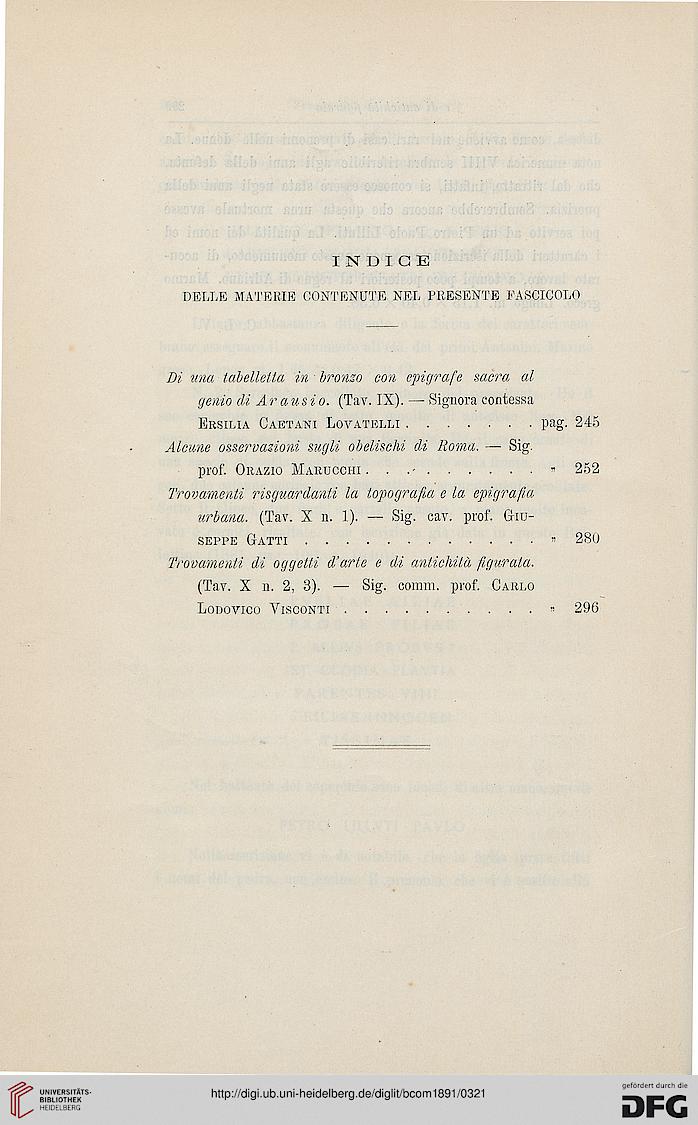 INDICE
DELLE MATERIE CONTENUTE NEL PRESENTE FASCICOLO
Di una tabelletta in bronzo con epigrafe sacra al
genio di Arausio. (Tav. IX). — Signora contessa
Ersilia Caetani Lovatelli . . . . . . . pag. 245
Alcune osservazioni sugli obelischi di Roma. — Sig.
prof. Orazio Marucchi . . . . . . . . . " 252
Trovamenti risguardanti la topografia e la epigrafia
urbana. (Tav. X n. 1). — Sig. cav. prof. Giu-
seppe Gatti . . . . . . . . . . . . " 280
Trovamenti di oggetti d'arte e di antichità figurata.
(Tav. X n. 2, 3). — Sig. comm. prof. Carlo
Lodovico Visconti . . . . . . . . . . " 296
UNIVERSITÄTS-
BIBLIOTHEK
HEIDELBERG
http://digi.ub.uni-heidelberg.de/diglit/bcom1891/0321
gefördert durch die
DFG